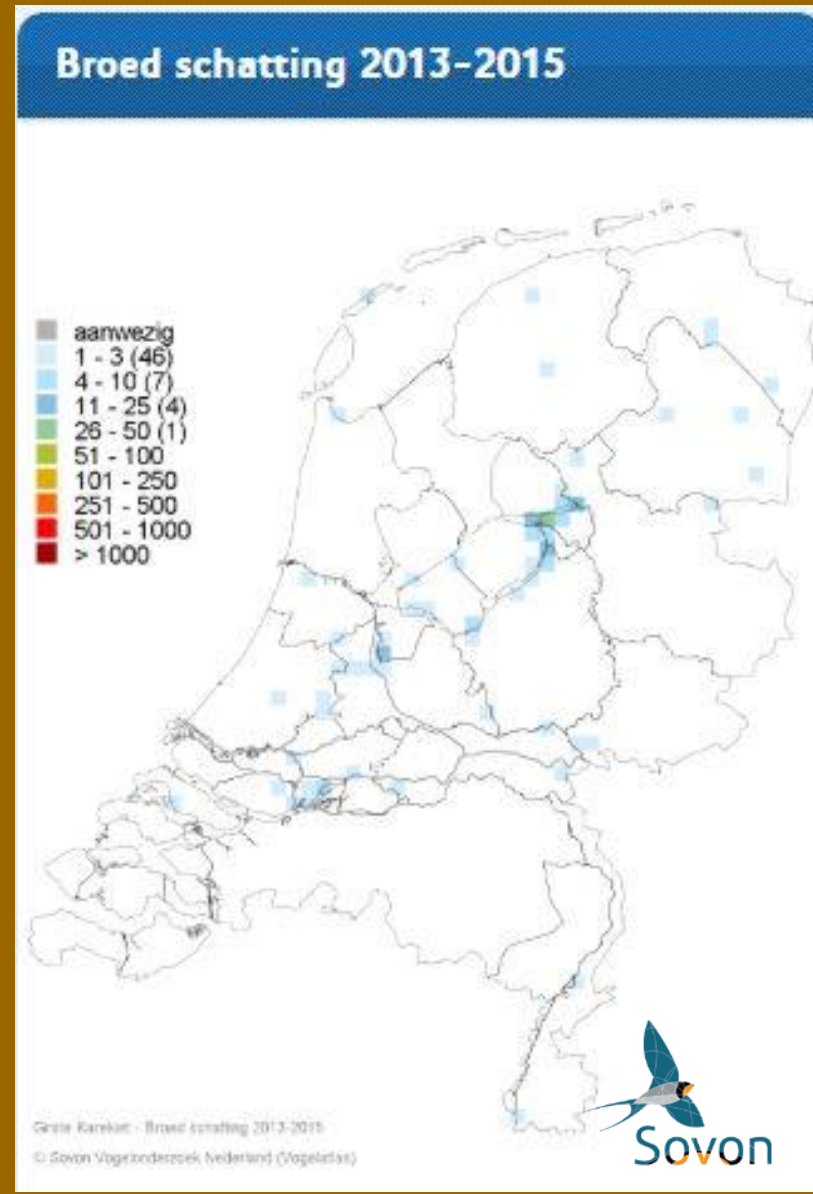 Broed schatting 2013-2015
aanwezig
1 - 3 (46)
4 - 10 (7)
11 - 25 (4)
26 - 50 (1)
51 - 100
101 - 250
251 - 500
501 - 1000
> 1000
Grote Karekiet - Broed schatting 2013-2015
© Sovon Vogelonderzoek Nederland (Vogelatlas)
Sovon